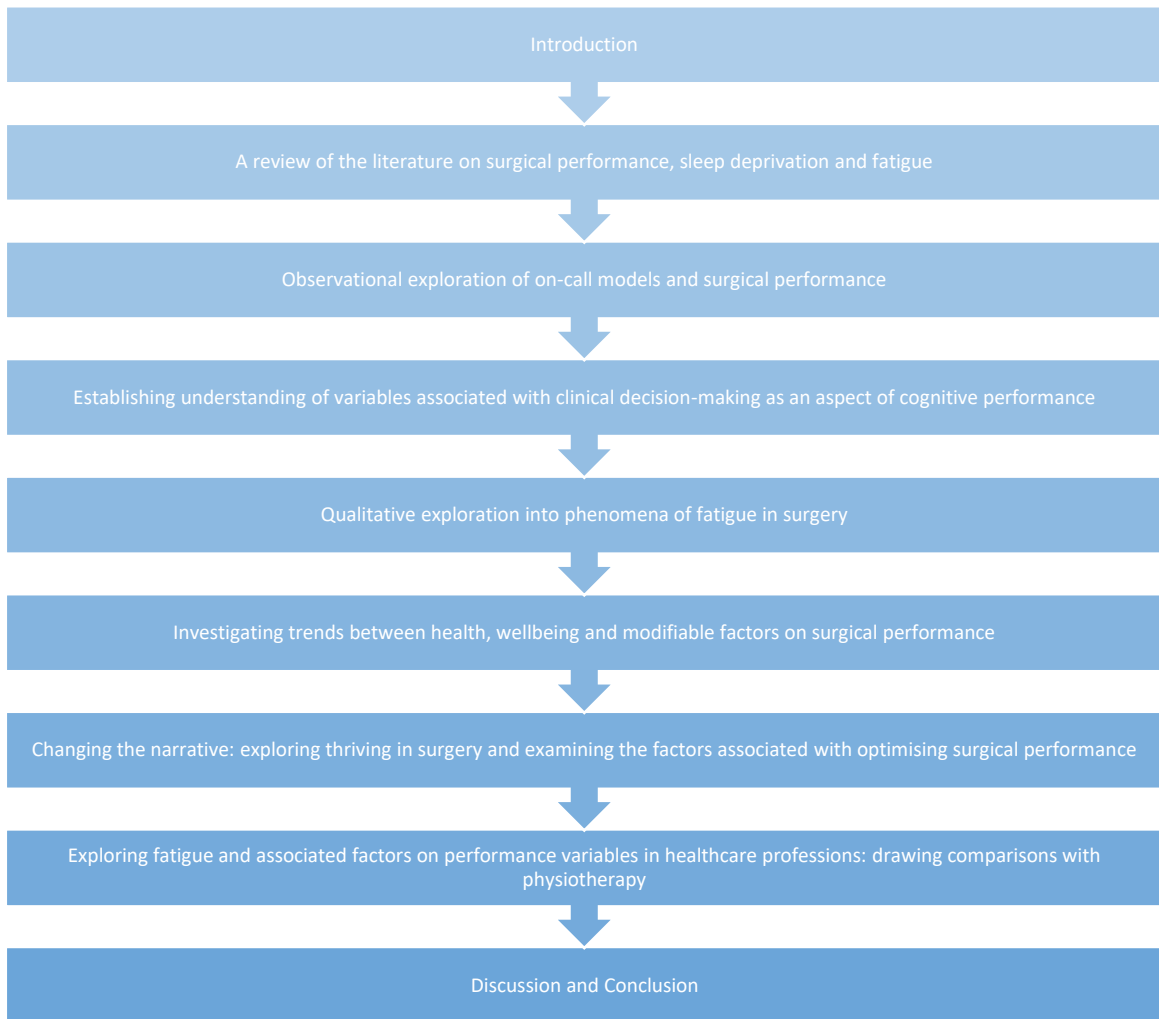 Introduction
A review of the literature on surgical performance, sleep deprivation and fatigue
Observational exploration of on-call models and surgical performance
Establishing understanding of variables associated with clinical decision-making as an aspect of cognitive performance
Qualitative exploration into phenomena of fatigue in surgery
Investigating trends between health, wellbeing and modifiable factors on surgical performance
Changing the narrative: exploring thriving in surgery and examining the factors associated with optimising surgical performance
Exploring fatigue and associated factors on performance variables in healthcare professions: drawing comparisons with
physiotherapy
Discussion and Conclusion